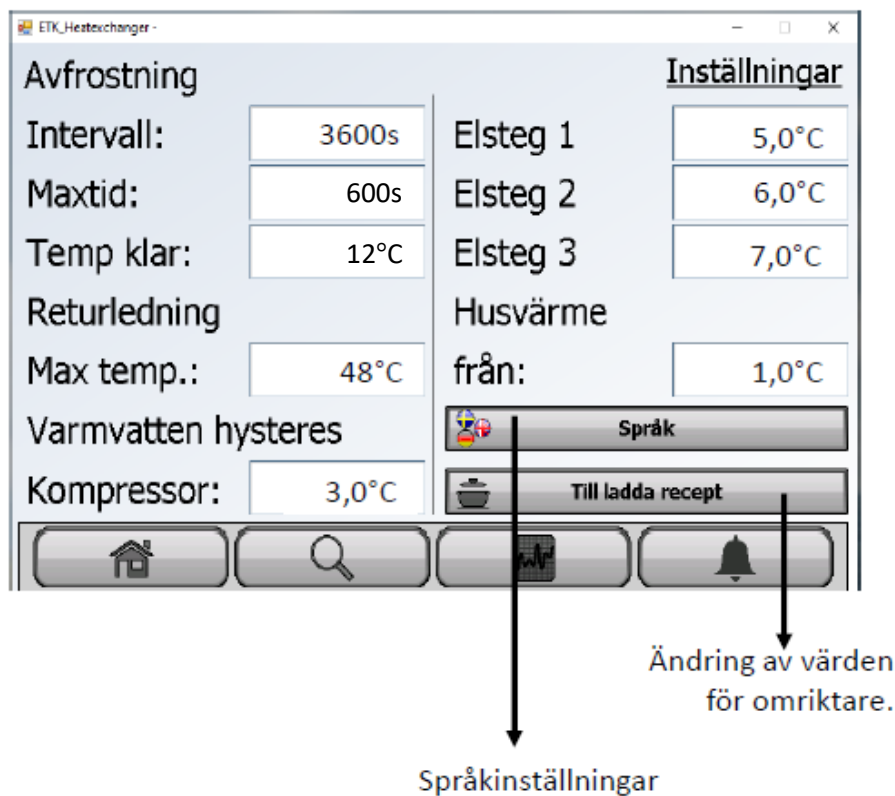 ETK_Heatexchanger -
Avfrostning
Inställningar
Intervall: 3600s
Elsteg 1 5,0°C
Maxtid: 600s
Elsteg 2 6,0°C
Temp klar: 12°C
Elsteg 3 7,0°C
Returledning
Husvärme
Max temp.: 48°C
från: 1,0°C
Varmvatten hysteres
Språk
Kompressor: 3,0°C
Till ladda recept
Ändring av värden
för omriktare.
Språkinställningar